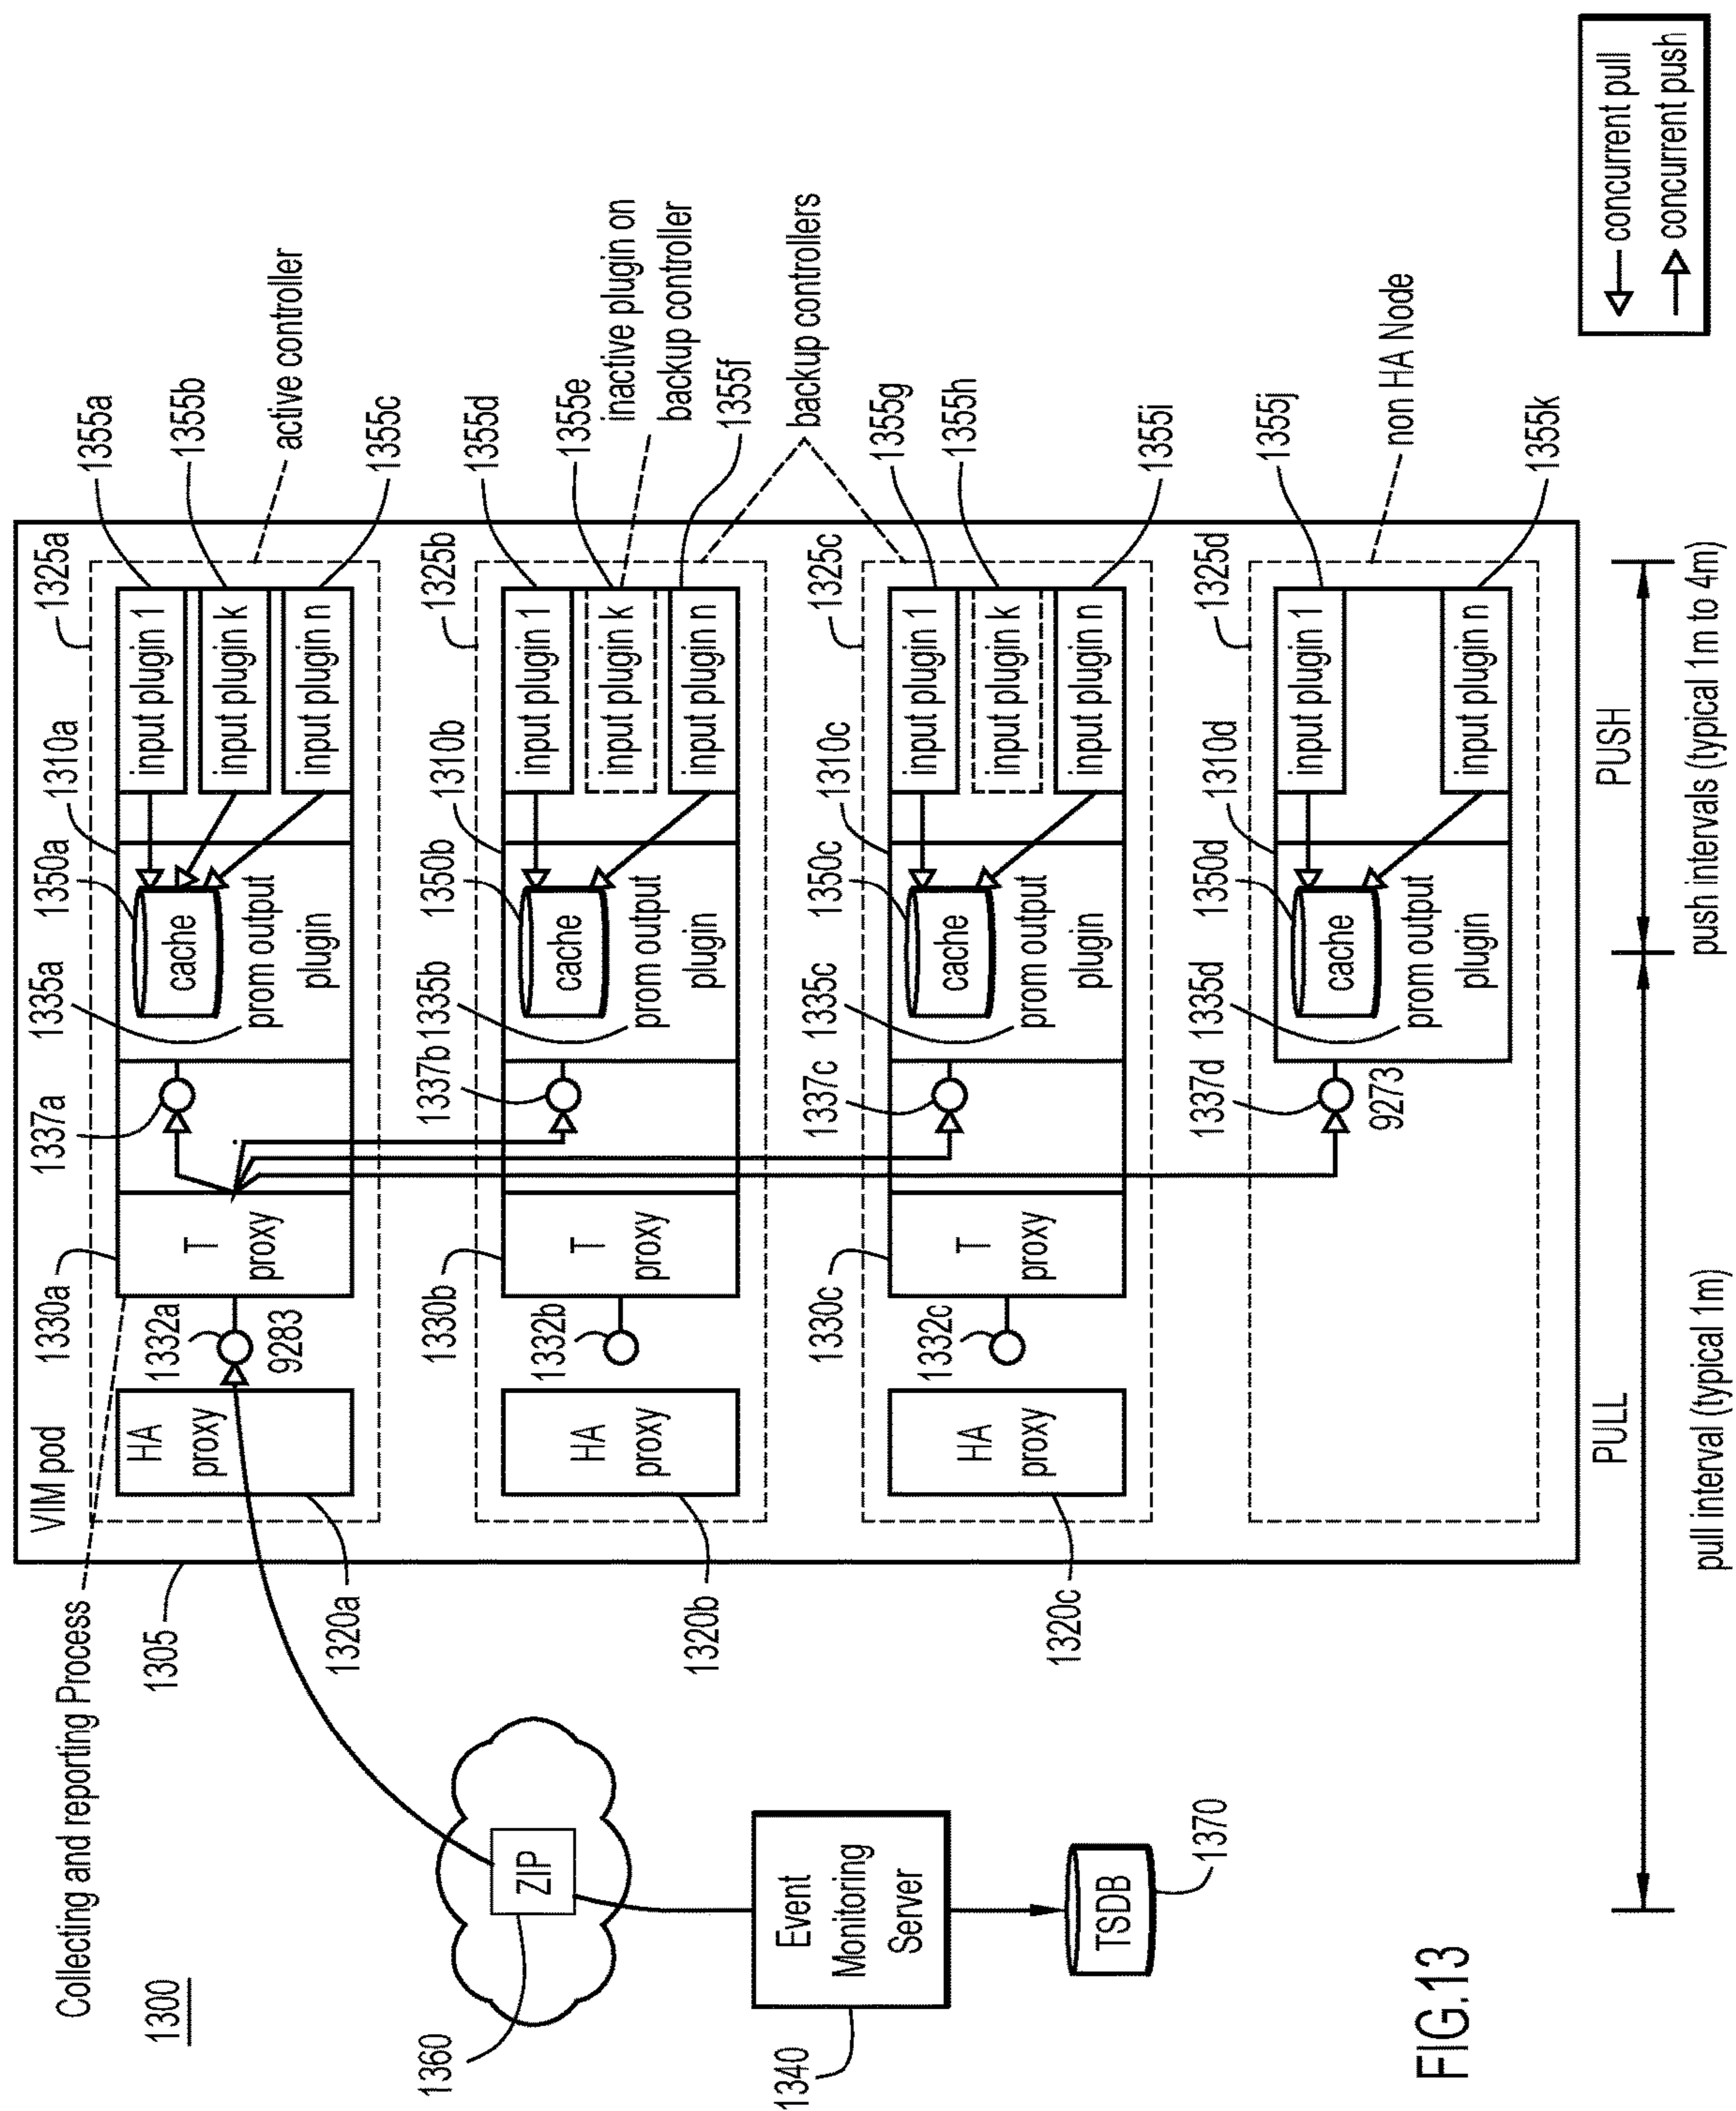 1300
Collecting and reporting Process
1305
VIM pod
1320a
HA
proxy
1330a
1332a
9283
T
proxy
1337a
1335a
1350a
cache
prom output
plugin
1310a
input plugin 1
input plugin k
input plugin n
1325a
1355a
1355b
1355c
active controller
1320b
HA
proxy
1330b
1332b
T
proxy
1337b
1335b
1350b
cache
prom output
plugin
1310b
input plugin 1
input plugin k
input plugin n
1325b
1355d
1355e
inactive plugin on
backup controller
1355f
backup controllers
1320c
HA
proxy
1330c
1332c
T
proxy
1337c
1335c
1350c
cache
prom output
plugin
1310c
input plugin 1
input plugin k
input plugin n
1325c
1355g
1355h
1355i
1337d
9273
1335d
1350d
cache
prom output
plugin
1310d
input plugin 1
input plugin n
1325d
1355j
non HA Node
1355k
1360
ZIP
1340
Event
Monitoring
Server
TSDB
1370
PULL
PUSH
pull interval (typical 1m)
push intervals (typical 1m to 4m)
concurrent pull
concurrent push
FIG.13